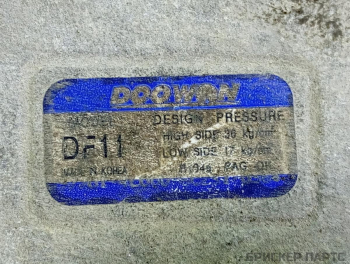 DOOWON
MODEL
DESIGN PRESSURE
DF11
HIGH SIDE 30 kg/cm²
LOW SIDE 17 kg/cm²
MADE IN KOREA
PAG OIL
БРИСКЕР ПАРТС